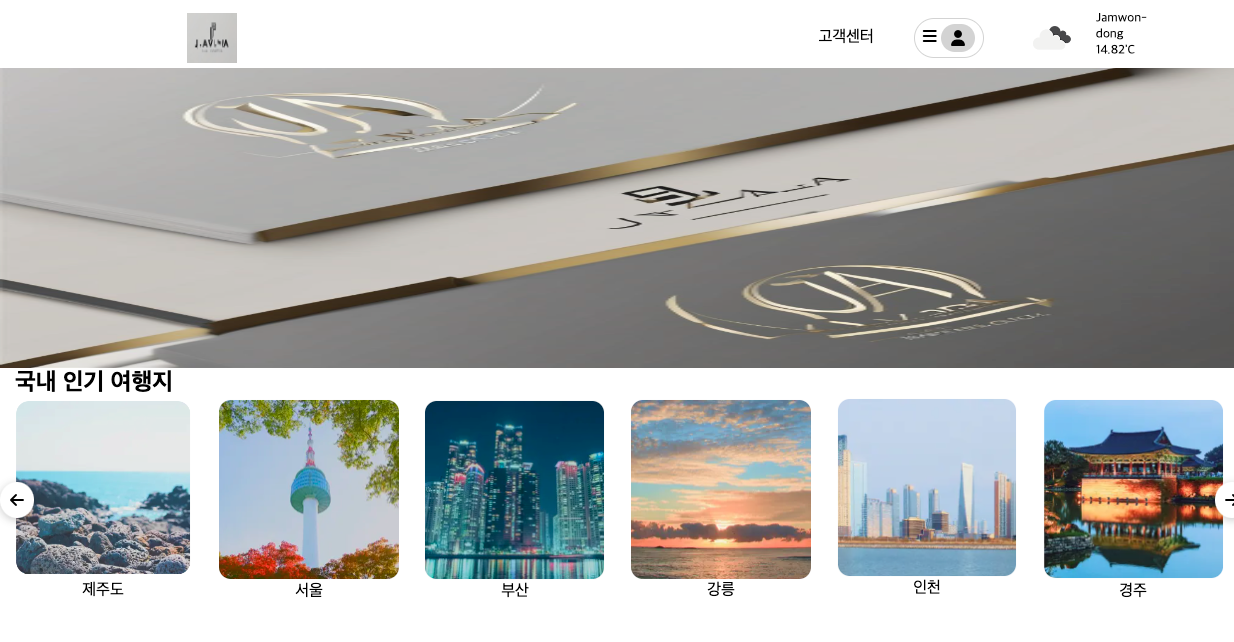 고객센터
Jamwon-
dong
14.82°C
국내 인기 여행지
제주도
서울
부산
강릉
인천
경주